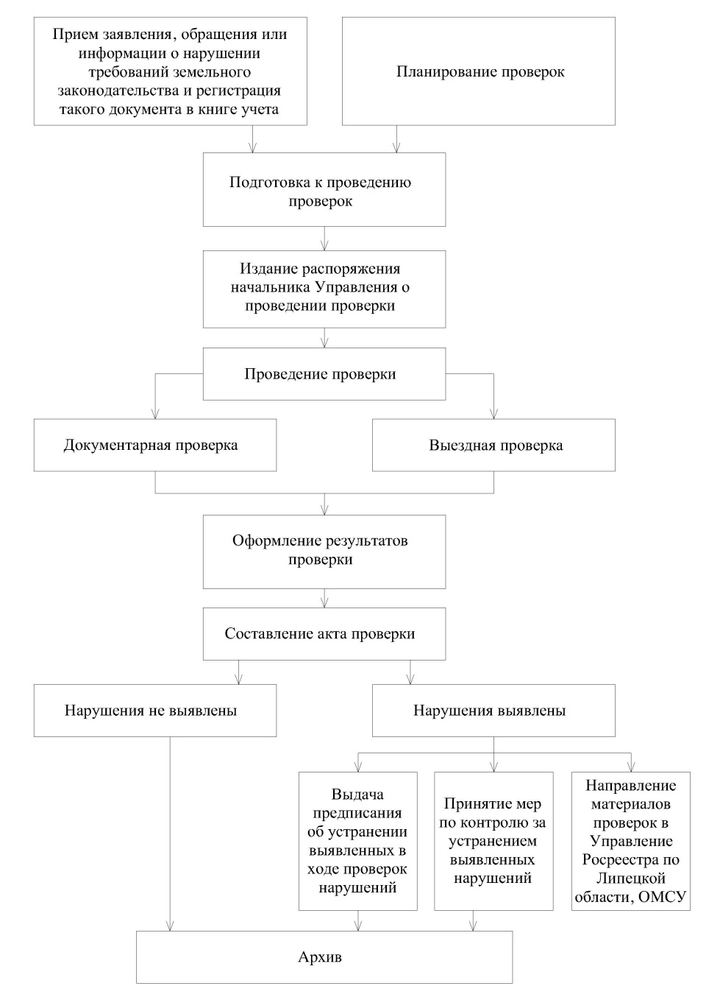 Прием заявления, обращения или
информации о нарушении
требований земельного
законодательства и регистрация
такого документа в книге учета
Планирование проверок
Подготовка к проведению
проверок
Издание распоряжения
начальника Управления о
проведении проверки
Проведение проверки
Документарная проверка
Выездная проверка
Оформление результатов
проверки
Составление акта проверки
Нарушения не выявлены
Нарушения выявлены
Выдача
предписания
об устранении
выявленных в
ходе проверок
нарушений
Принятие мер
по контролю за
устранением
выявленных
нарушений
Направление
материалов
проверок в
Управление
Росреестра по
Липецкой
области, ОМСУ
Архив